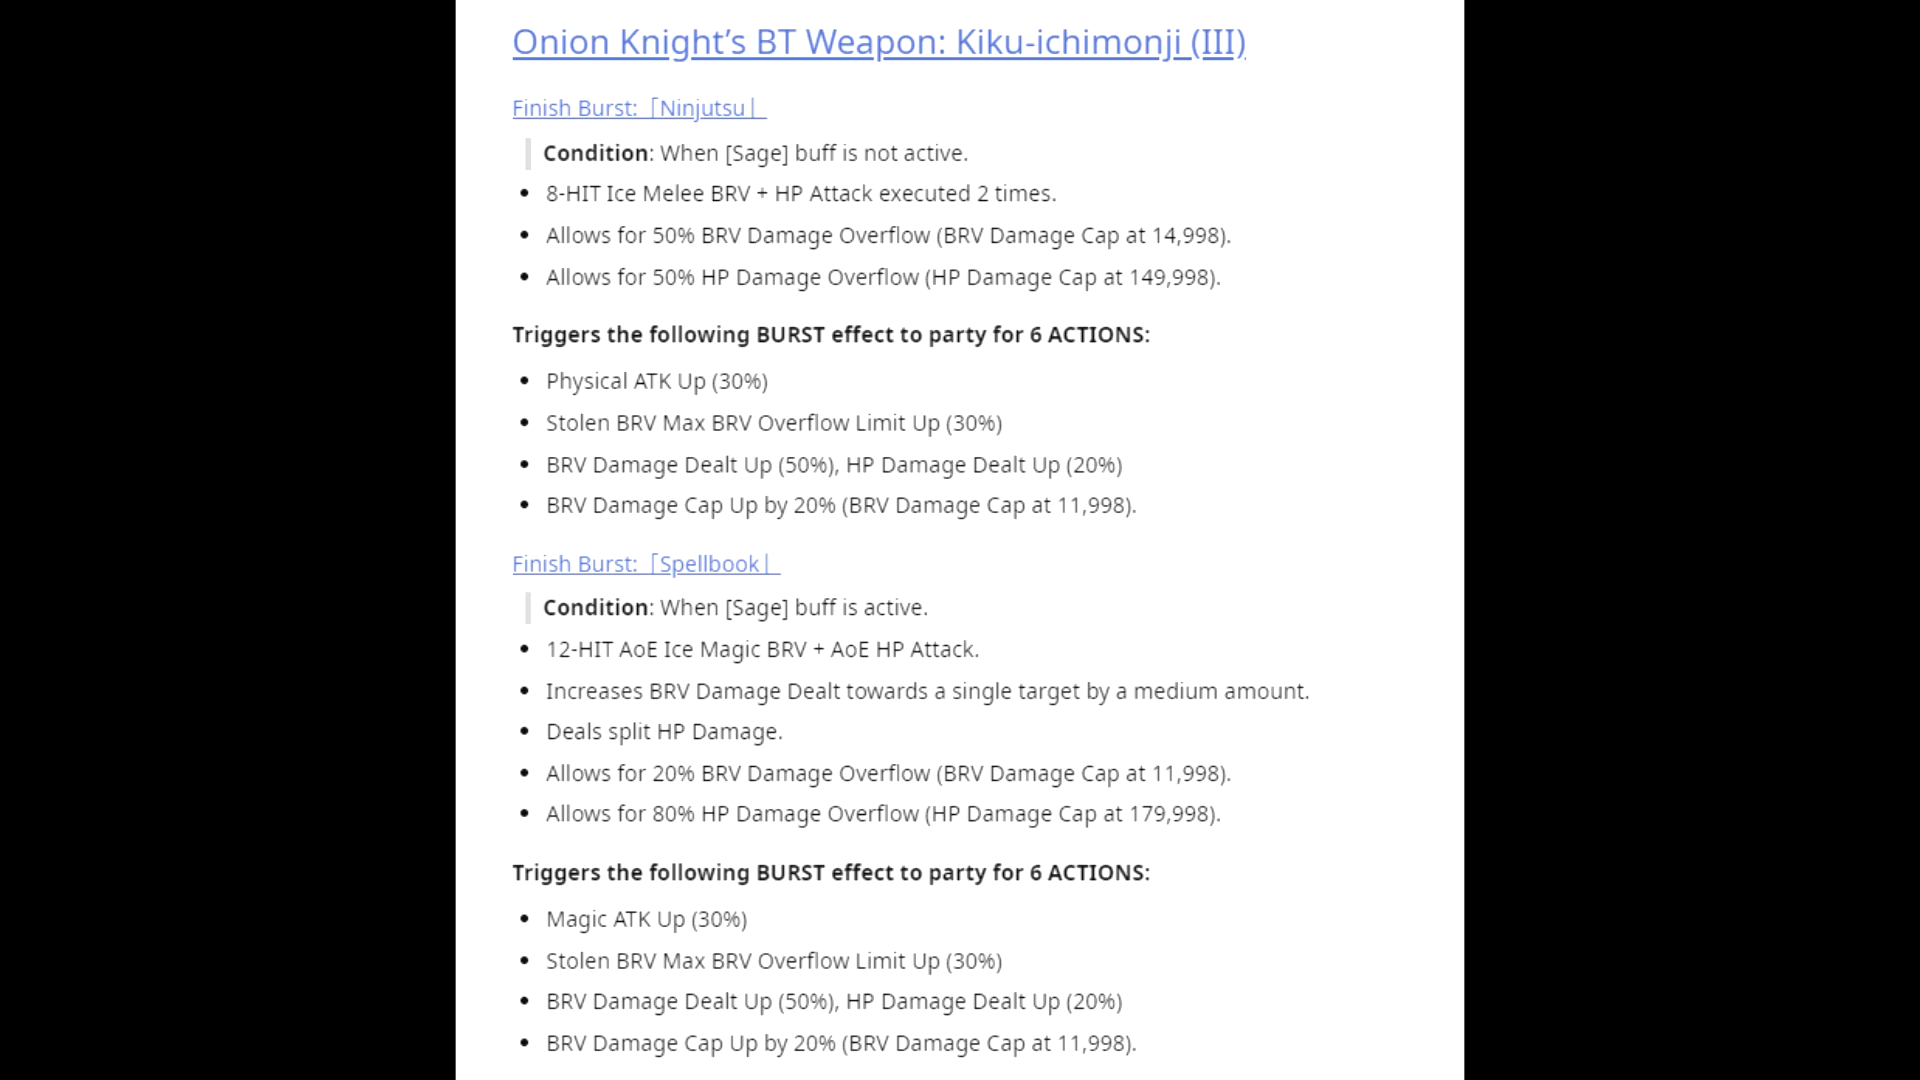 Onion Knight’s BT Weapon: Kiku-ichimonji (III)
Finish Burst:「Ninjutsu」
Condition: When [Sage] buff is not active.
• 8-HIT Ice Melee BRV + HP Attack executed 2 times.
• Allows for 50% BRV Damage Overflow (BRV Damage Cap at 14,998).
• Allows for 50% HP Damage Overflow (HP Damage Cap at 149,998).
Triggers the following BURST effect to party for 6 ACTIONS:
• Physical ATK Up (30%)
• Stolen BRV Max BRV Overflow Limit Up (30%)
• BRV Damage Dealt Up (50%), HP Damage Dealt Up (20%)
• BRV Damage Cap Up by 20% (BRV Damage Cap at 11,998).
Finish Burst:「Spellbook」
Condition: When [Sage] buff is active.
• 12-HIT AoE Ice Magic BRV + AoE HP Attack.
• Increases BRV Damage Dealt towards a single target by a medium amount.
• Deals split HP Damage.
• Allows for 20% BRV Damage Overflow (BRV Damage Cap at 11,998).
• Allows for 80% HP Damage Overflow (HP Damage Cap at 179,998).
Triggers the following BURST effect to party for 6 ACTIONS:
• Magic ATK Up (30%)
• Stolen BRV Max BRV Overflow Limit Up (30%)
• BRV Damage Dealt Up (50%), HP Damage Dealt Up (20%)
• BRV Damage Cap Up by 20% (BRV Damage Cap at 11,998).